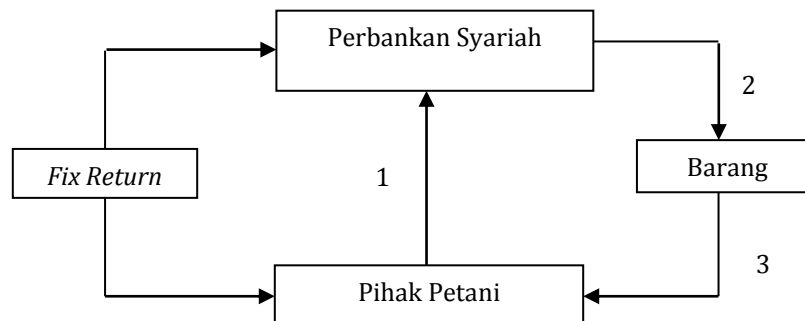 Perbankan Syariah
2
Fix Return
1
Barang
3
Pihak Petani